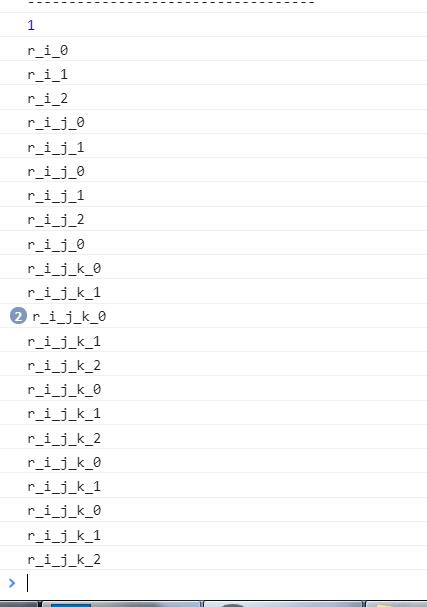 -----------------------------------
1
r_i_0
r_i_1
r_i_2
r_i_j_0
r_i_j_1
r_i_j_0
r_i_j_1
r_i_j_2
r_i_j_0
r_i_j_k_0
r_i_j_k_1
2 r_i_j_k_0
r_i_j_k_1
r_i_j_k_2
r_i_j_k_0
r_i_j_k_1
r_i_j_k_2
r_i_j_k_0
r_i_j_k_1
r_i_j_k_0
r_i_j_k_1
r_i_j_k_2
>